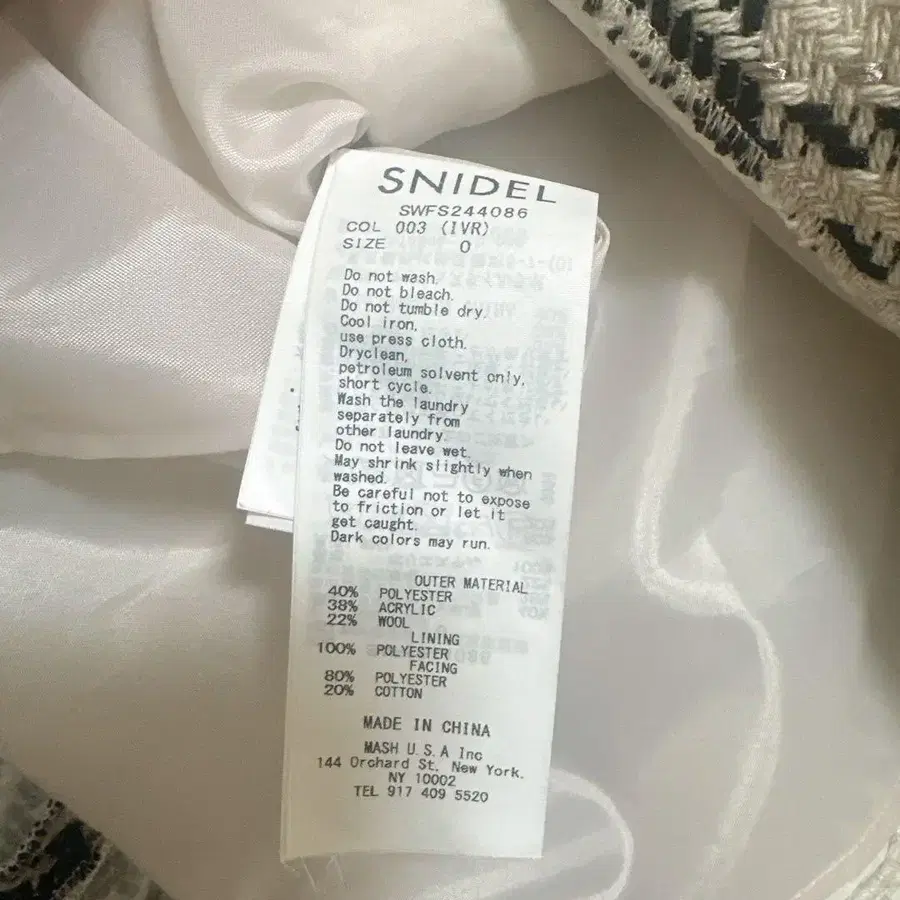 SNIDEL
SWFS244086
COL 003 (IVR)
SIZE 0
Do not wash.
Do not bleach.
Do not tumble dry.
Cool iron,
use press cloth.
Dryclean,
petroleum solvent only,
short cycle.
Wash the laundry
separately from
other laundry.
Do not leave wet.
May shrink slightly when
washed.
Be careful not to expose
to friction or let it
get caught.
Dark colors may run.
OUTER MATERIAL
40% POLYESTER
38% ACRYLIC
22% WOOL
LINING
100% POLYESTER
FACING
80% POLYESTER
20% COTTON
MADE IN CHINA
MASH U.S.A Inc
144 Orchard St. New York.
NY 10002
TEL 917 409 5520